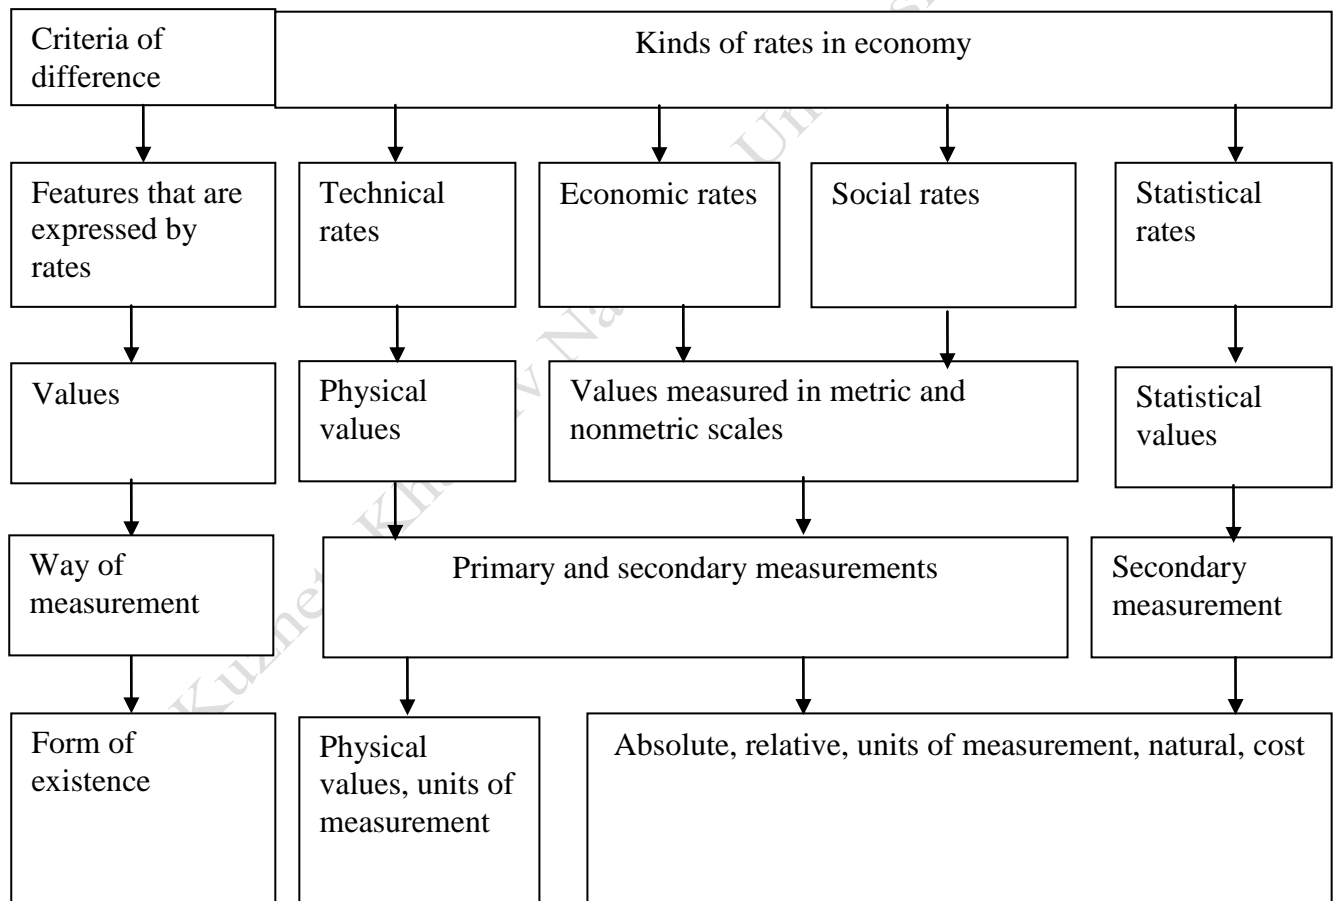 Criteria of
difference
Kinds of rates in economy
Features that are
expressed by
rates
Technical
rates
Economic rates
Social rates
Statistical
rates
Values
Physical
values
Values measured in metric and
nonmetric scales
Statistical
values
Way of
measurement
Primary and secondary measurements
Secondary
measurement
Form of
existence
Physical
values, units of
measurement
Absolute, relative, units of measurement, natural, cost